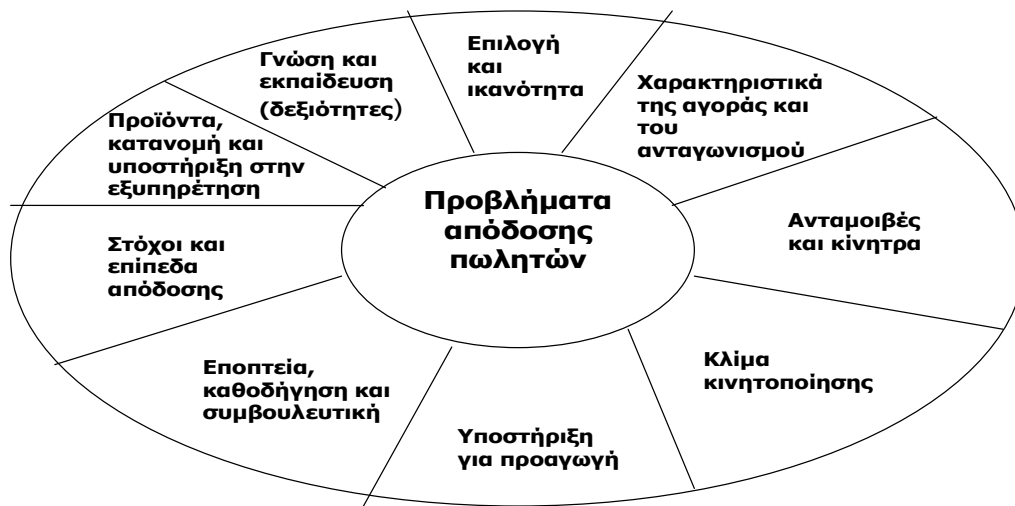 Επιλογή
και
ικανότητα
Χαρακτηριστικά
της αγοράς και
του
ανταγωνισμού
Ανταμοιβές
και κίνητρα
Κλίμα
κινητοποίησης
Υποστήριξη
για προαγωγή
Εποπτεία,
καθοδήγηση και
συμβουλευτική
Στόχοι και
επίπεδα
απόδοσης
Προϊόντα,
κατανομή και
υποστήριξη στην
εξυπηρέτηση
Γνώση και
εκπαίδευση
(δεξιότητες)
Προβλήματα
απόδοσης
πωλητών